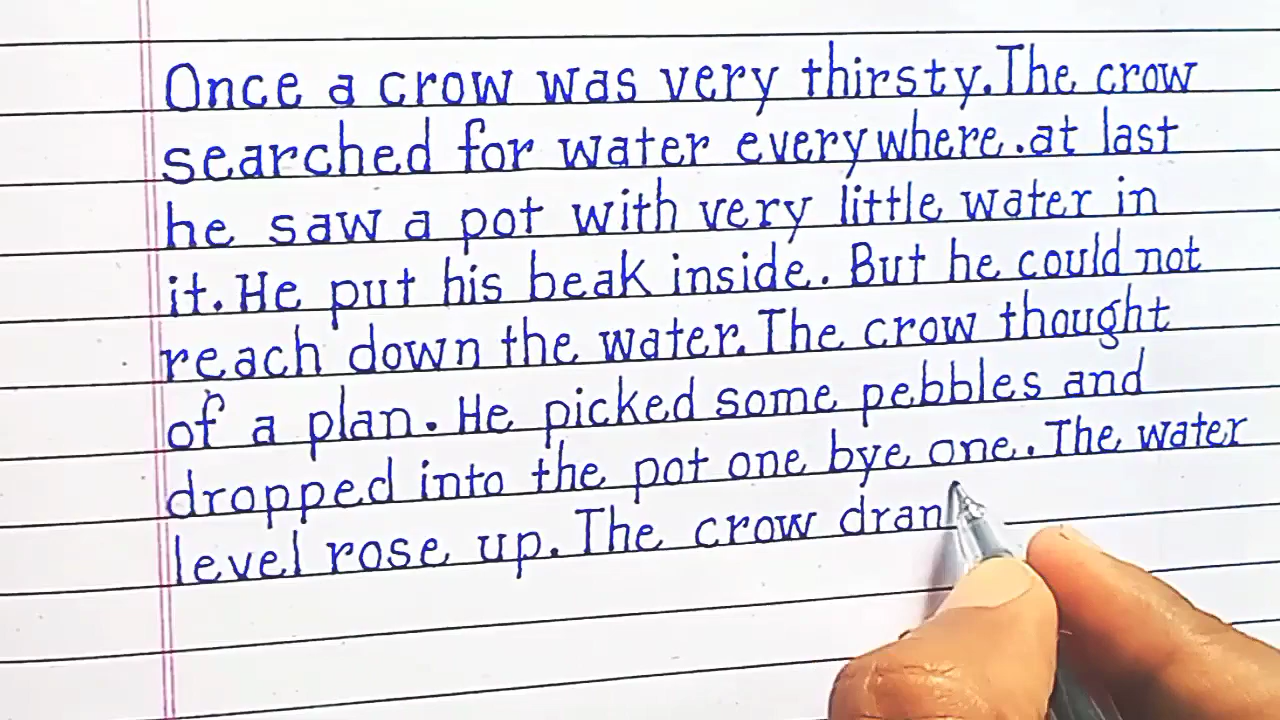 Once a crow was very thirsty.The crow
searched for water everywhere.at last
he saw a pot with very little water in
it.He put his beak inside. But he could not
reach down the water.The crow thought
of a plan. He picked some pebbles and
dropped into the pot one bye one. The water
level rose up.The crow dran